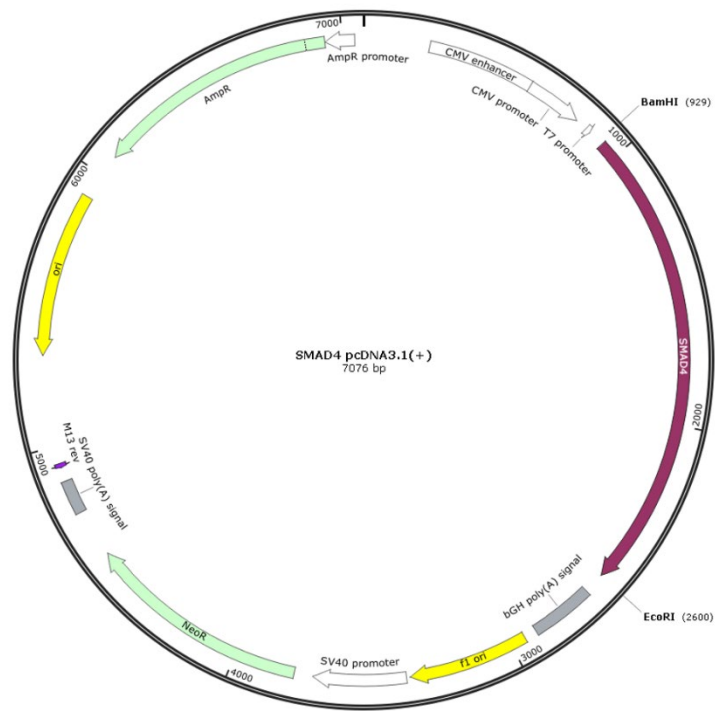 7000
AmpR promoter
AmpR
CMV enhancer
CMV promoter
T7 promoter
BamHI (929)
1000
6000
ori
SMAD4 pcDNA3.1(+)
7076 bp
SMAD4
2000
M13 rev
5000
SV40 poly(A) signal
bGH poly(A) signal
EcoRI (2600)
NeoR
SV40 promoter
f1 ori
3000
4000